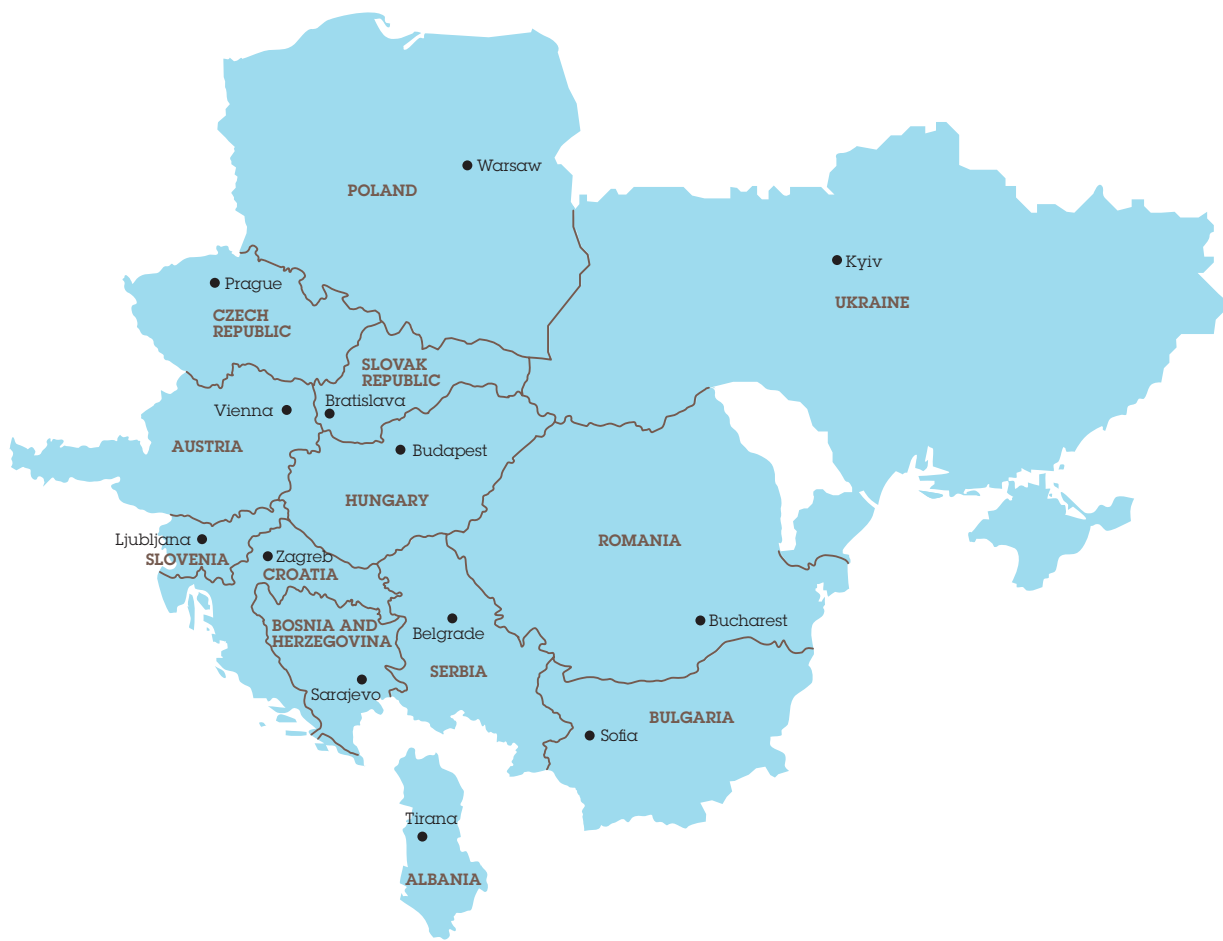 Warsaw
POLAND
Kyiv
UKRAINE
Prague
CZECH
REPUBLIC
SLOVAK
REPUBLIC
Bratislava
Vienna
AUSTRIA
Budapest
HUNGARY
Ljubljana
SLOVENIA
Zagreb
CROATIA
ROMANIA
Bucharest
BOSNIA AND
HERZEGOVINA
Sarajevo
Belgrade
SERBIA
BULGARIA
Sofia
Tirana
ALBANIA